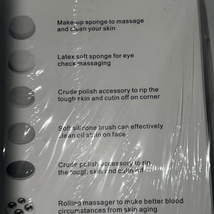 Make-up sponge to massage
and clean your skin
Latex soft sponge for eye
check massaging
Crude polish accessory to rip the
tough skin and cutin off on corner
Soft silicone brush can effectively
clean oil stain on face
Crude polish accessory to rip
the tough skin and cutin off
Rolling massager to make better blood
circumstances from skin aging